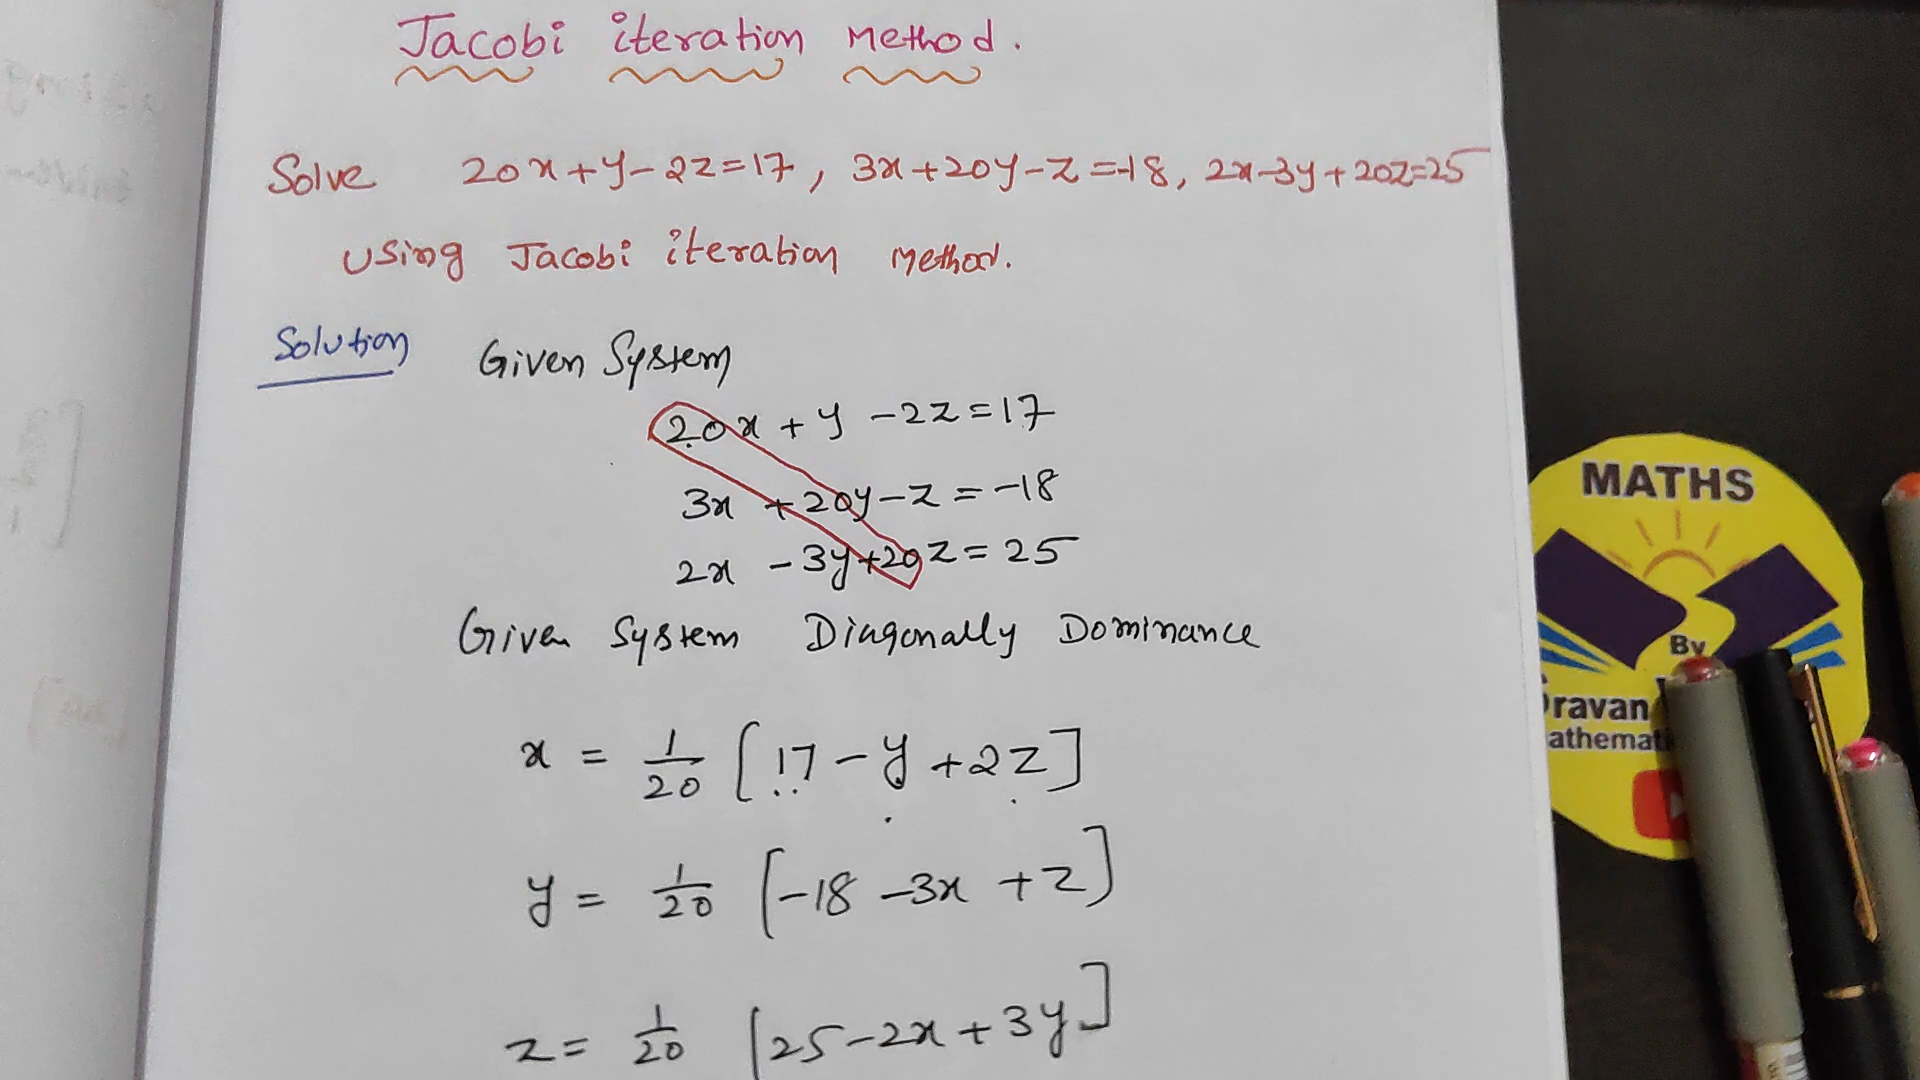 Jacobi iteration Method.
Solve 20x+y-2z=17, 3x+20y-z=-18, 2x-3y+20z=25
using Jacobi iteration Method.
Solution Given System
20x + y -2z = 17
3x +20y-z = -18
2x - 3y+20z = 25
Given System Diagonally Dominance
x = 1/20 [17 - y +2z]
y = 1/20 [-18 -3x +z]
z = 1/20 [25-2x+3y]
MATHS
By
ravan
athemati